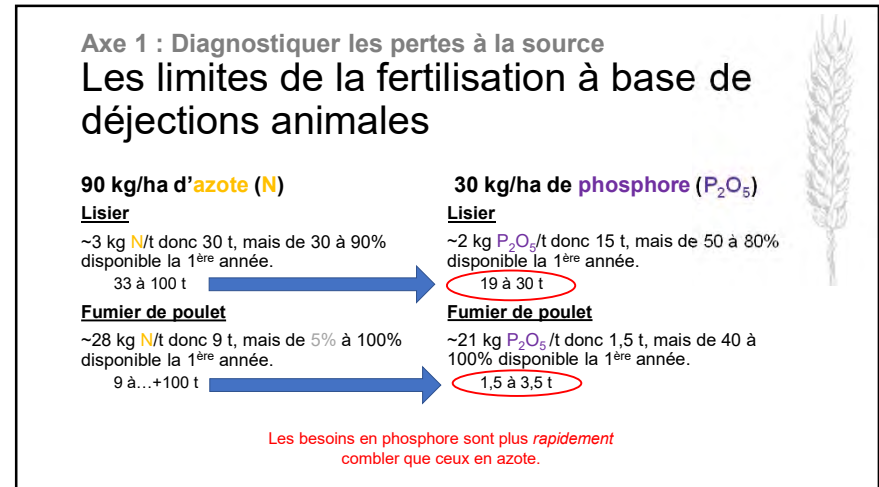 Axe 1 : Diagnostiquer les pertes à la source
Les limites de la fertilisation à base de
déjections animales
90 kg/ha d'azote (N)
Lisier
~3 kg N/t donc 30 t, mais de 30 à 90%
disponible la 1ère année.
33 à 100 t
Fumier de poulet
~28 kg N/t donc 9 t, mais de 5% à 100%
disponible la 1ère année.
9 à…+100 t
30 kg/ha de phosphore (P₂O₅)
Lisier
~2 kg P₂O₅/t donc 15 t, mais de 50 à 80%
disponible la 1ère année.
19 à 30 t
Fumier de poulet
~21 kg P₂O₅ /t donc 1,5 t, mais de 40 à
100% disponible la 1ère année.
1,5 à 3,5 t
Les besoins en phosphore sont plus rapidement
combler que ceux en azote.